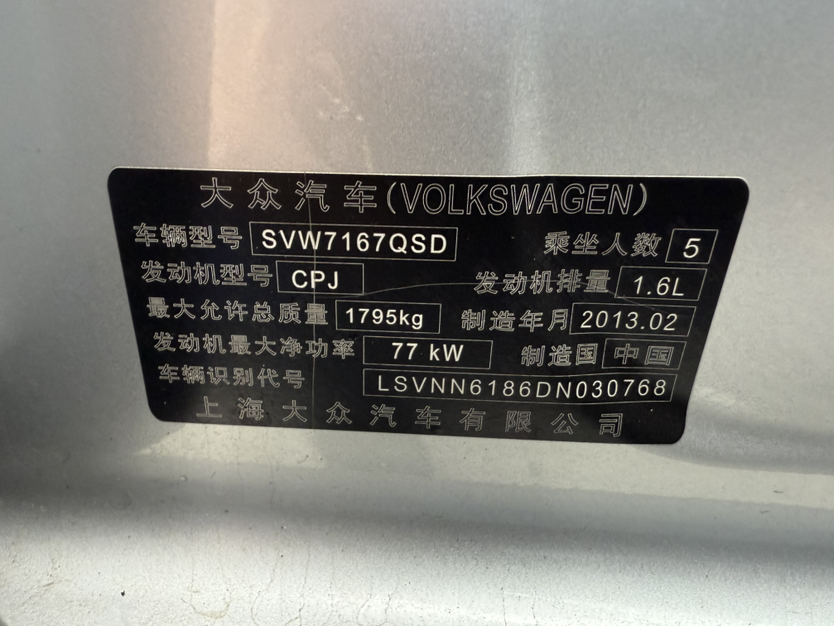 大众汽车(VOLKSWAGEN)
车辆型号 SVW7167QSD 乘坐人数 5
发动机型号 CPJ 发动机排量 1.6L
最大允许总质量 1795kg 制造年月 2013.02
发动机最大净功率 77 kW 制造国 中国
车辆识别代号 LSVNN6186DN030768
上海大众汽车有限公司